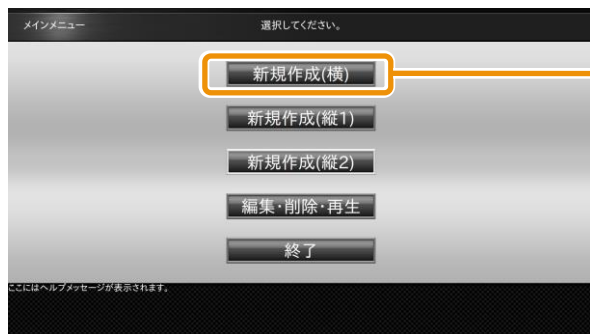 メインメニュー 選択してください。
新規作成(横)
新規作成(縦1)
新規作成(縦2)
編集・削除・再生
終了
ここにはヘルプメッセージが表示されます。